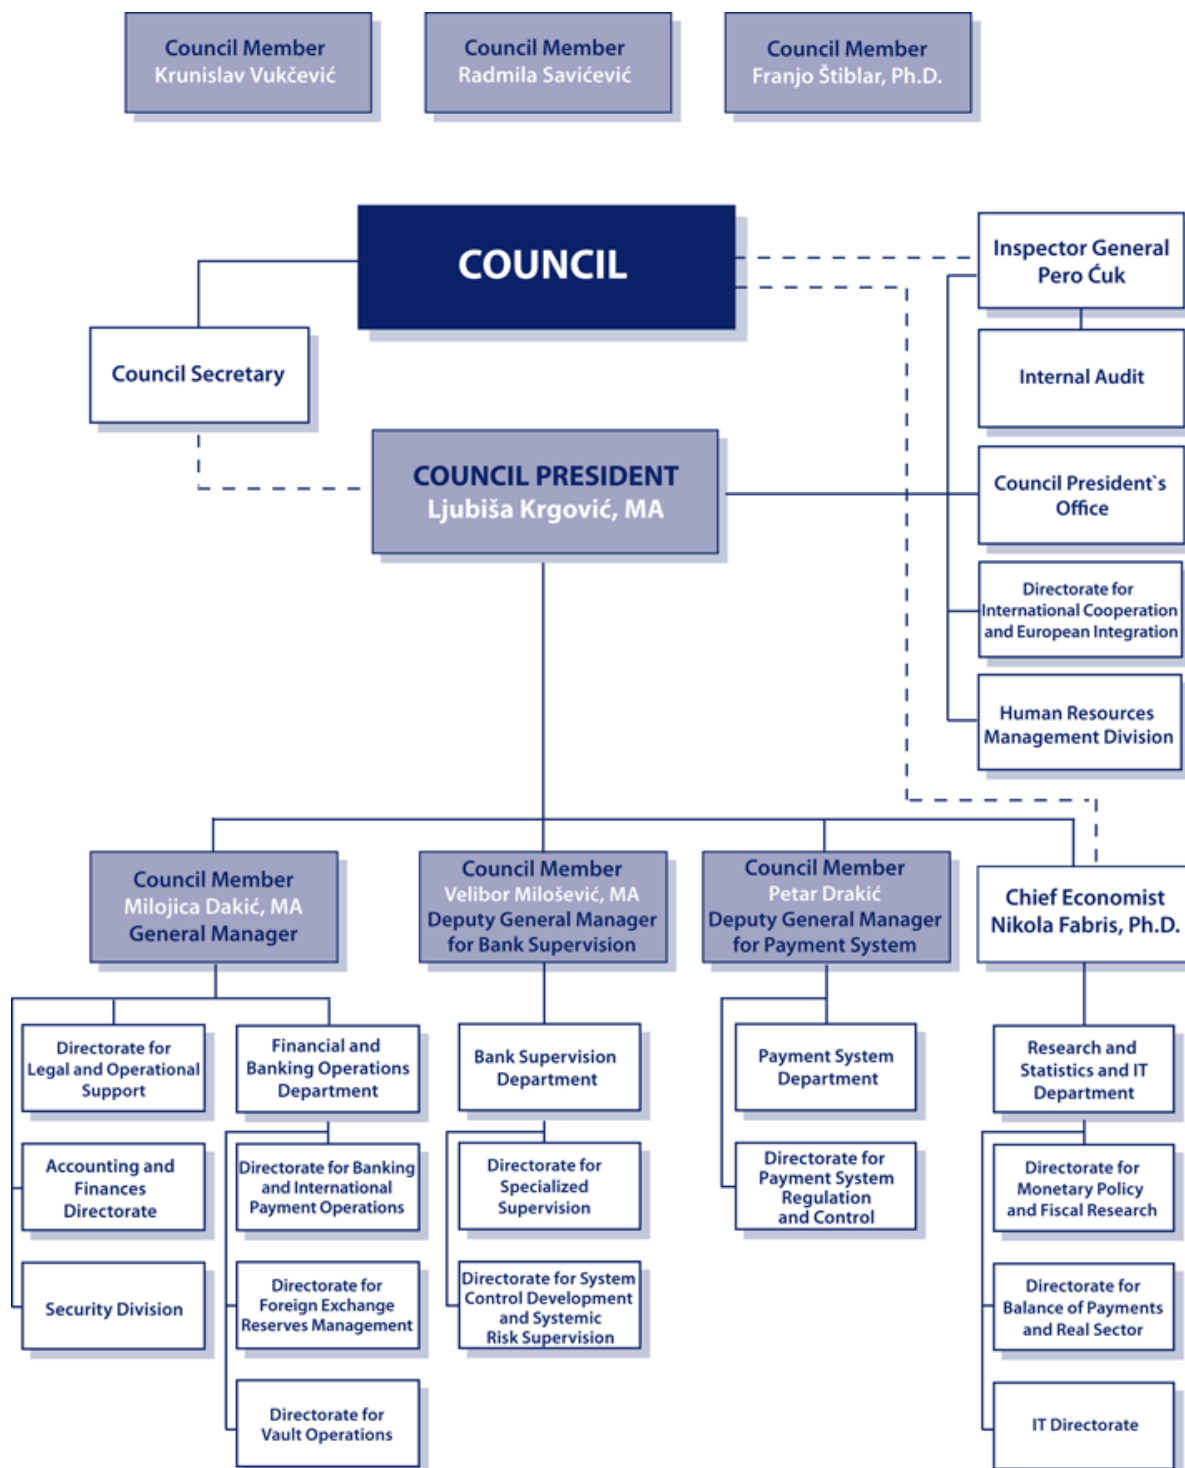 Council Member
Krunislav Vukčević
Council Member
Radmila Savićević
Council Member
Franjo Štiblar, Ph.D.
COUNCIL
Inspector General
Pero Ćuk
Council Secretary
Internal Audit
COUNCIL PRESIDENT
Ljubiša Krgović, MA
Council President`s
Office
Directorate for
International Cooperation
and European Integration
Human Resources
Management Division
Council Member
Milojica Dakić, MA
General Manager
Council Member
Velibor Milošević, MA
Deputy General Manager
for Bank Supervision
Council Member
Petar Drakić
Deputy General Manager
for Payment System
Chief Economist
Nikola Fabris, Ph.D.
Directorate for
Legal and Operational
Support
Financial and
Banking Operations
Department
Bank Supervision
Department
Payment System
Department
Research and
Statistics and IT
Department
Accounting and
Finances
Directorate
Directorate for Banking
and International
Payment Operations
Directorate for
Specialized
Supervision
Directorate for
Payment System
Regulation
and Control
Directorate for
Monetary Policy
and Fiscal Research
Security Division
Directorate for
Foreign Exchange
Reserves Management
Directorate for System
Control Development
and Systemic
Risk Supervision
Directorate for
Balance of Payments
and Real Sector
Directorate for
Vault Operations
IT Directorate